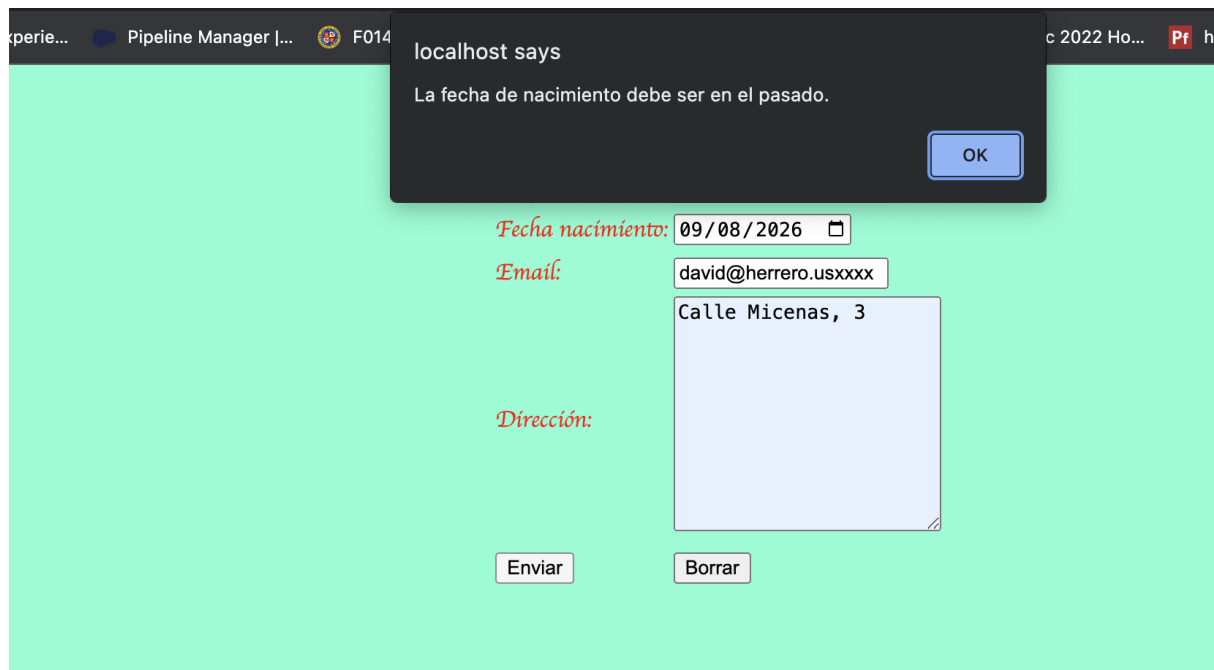 Pipeline Manager |... F014 c 2022 Ho... Pf h
localhost says
La fecha de nacimiento debe ser en el pasado.
OK
Fecha nacimiento: 09/08/2026
Email: david@herrero.usxxxx
Calle Micenas, 3
Dirección:
Enviar Borrar